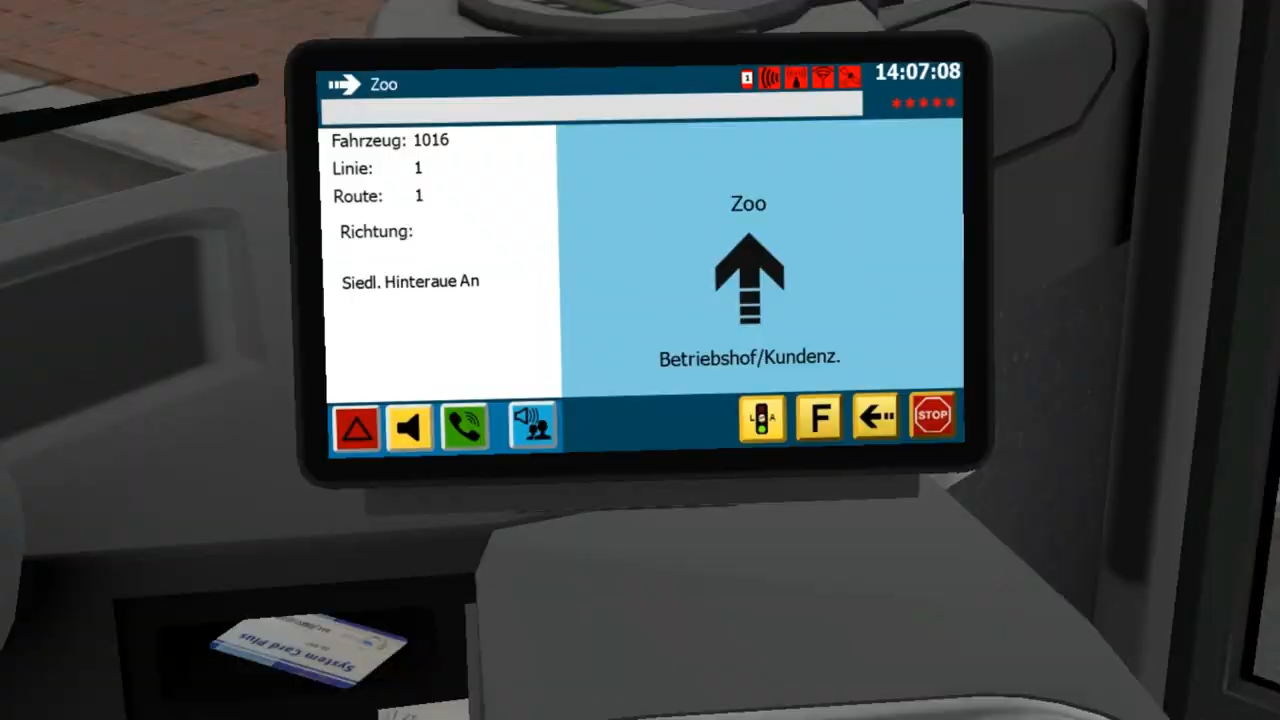 Zoo
1
14:07:08
*****
Fahrzeug: 1016
Linie: 1
Route: 1
Richtung:
Siedl. Hinteraue An
Zoo
Betriebshof/Kundenz.
L A
F
STOP
System Card Plus